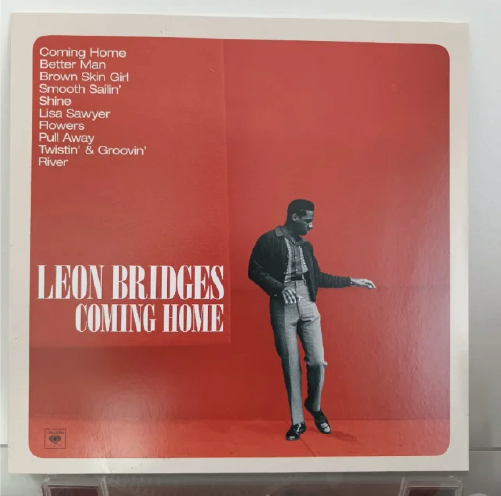 Coming Home
Better Man
Brown Skin Girl
Smooth Sailin'
Shine
Lisa Sawyer
Flowers
Pull Away
Twistin' & Groovin'
River
LEON BRIDGES
COMING HOME